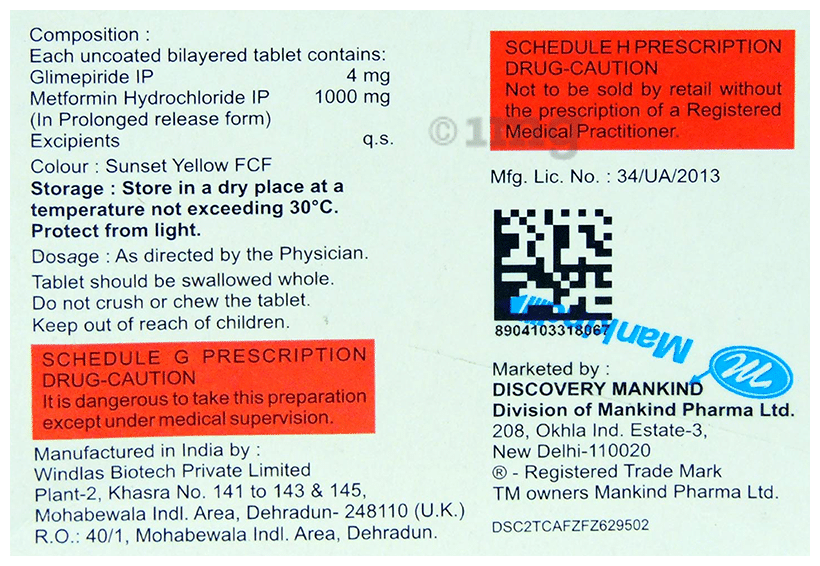 Composition :
Each uncoated bilayered tablet contains:
Glimepiride IP 4 mg
Metformin Hydrochloride IP 1000 mg
(In Prolonged release form)
Excipients q.s.
Colour : Sunset Yellow FCF
Storage : Store in a dry place at a
temperature not exceeding 30°C.
Protect from light.
Dosage : As directed by the Physician.
Tablet should be swallowed whole.
Do not crush or chew the tablet.
Keep out of reach of children.
SCHEDULE G PRESCRIPTION
DRUG-CAUTION
It is dangerous to take this preparation
except under medical supervision.
Manufactured in India by :
Windlas Biotech Private Limited
Plant-2, Khasra No. 141 to 143 & 145,
Mohabewala Indl. Area, Dehradun- 248110 (U.K.)
R.O.: 40/1, Mohabewala Indl. Area, Dehradun.
SCHEDULE H PRESCRIPTION
DRUG-CAUTION
Not to be sold by retail without
the prescription of a Registered
Medical Practitioner.
© 1mg
Mfg. Lic. No. : 34/UA/2013
8904103318067
Mankind
Marketed by :
DISCOVERY MANKIND
Division of Mankind Pharma Ltd.
208, Okhla Ind. Estate-3,
New Delhi-110020
® - Registered Trade Mark
TM owners Mankind Pharma Ltd.
DSC2TCAFZFZ629502